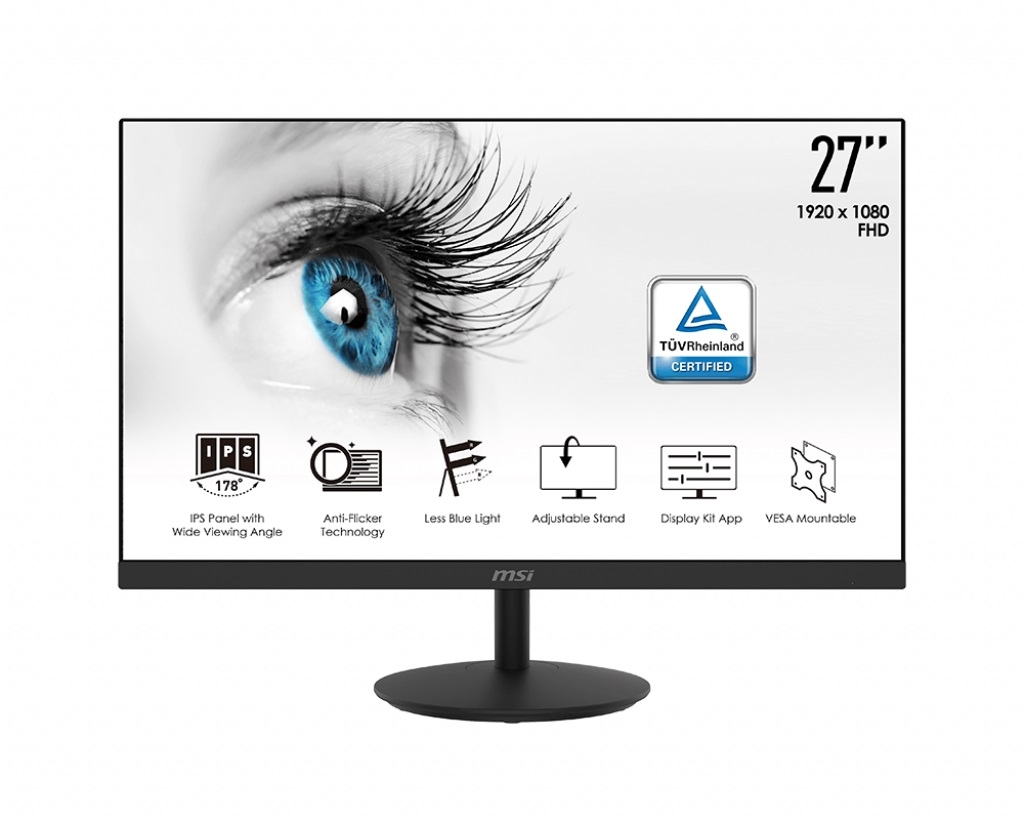 27"
1920 x 1080
FHD
TÜVRheinland®
CERTIFIED
IPS
178°
IPS Panel with
Wide Viewing Angle
Anti-Flicker
Technology
Less Blue Light
Adjustable Stand
Display Kit App
VESA Mountable
msi